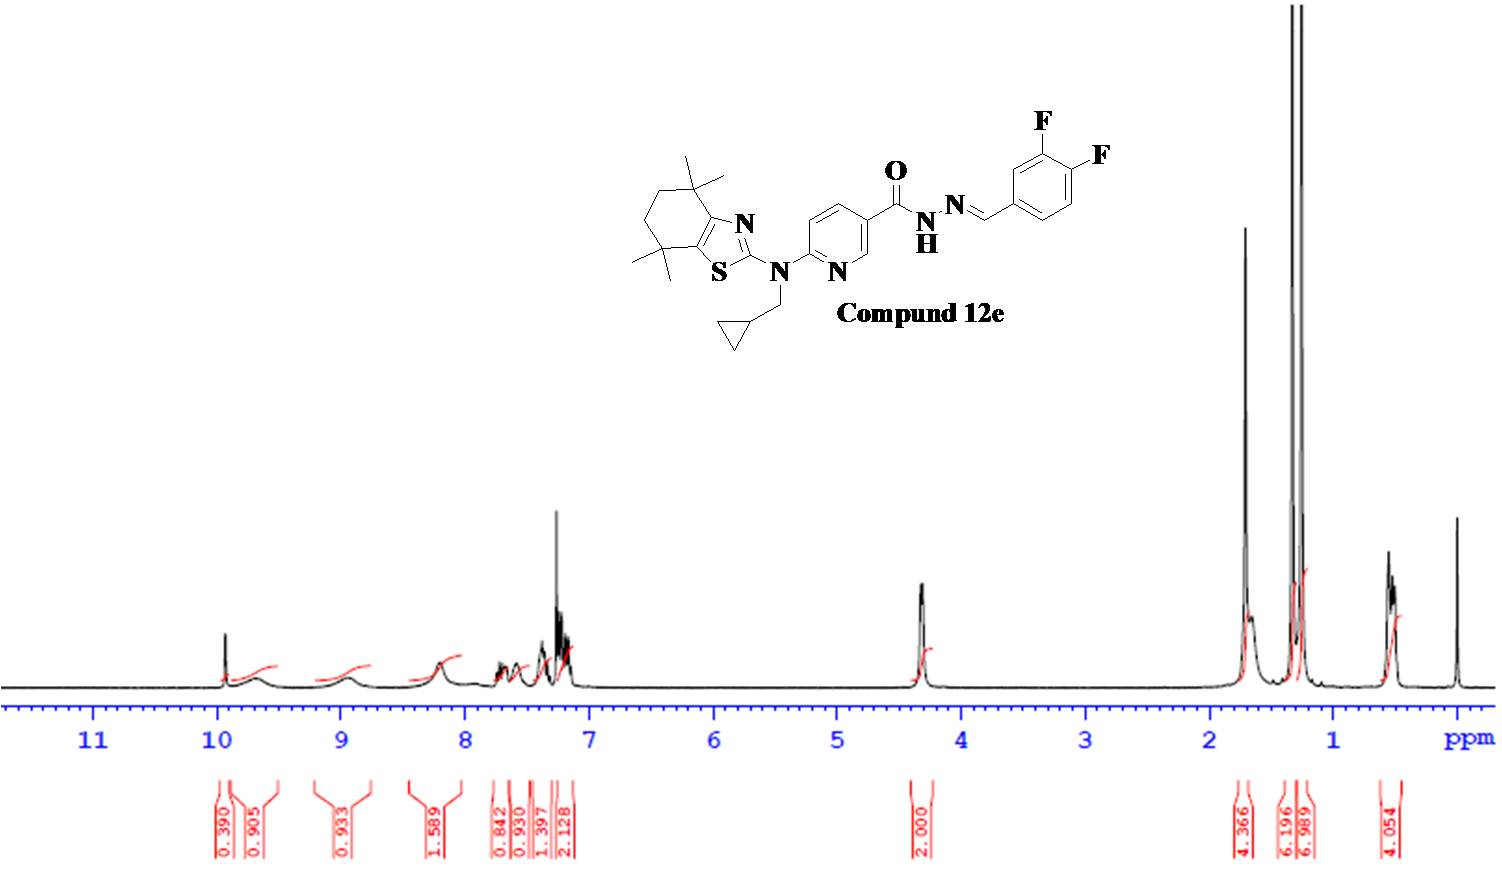 F
F
O
N
N
H
N
S
N
N
Compund 12e
11 10 9 8 7 6 5 4 3 2 1 ppm
0.390
0.905
0.933
1.589
0.842
0.930
1.397
2.128
2.000
4.366
6.196
6.989
4.054